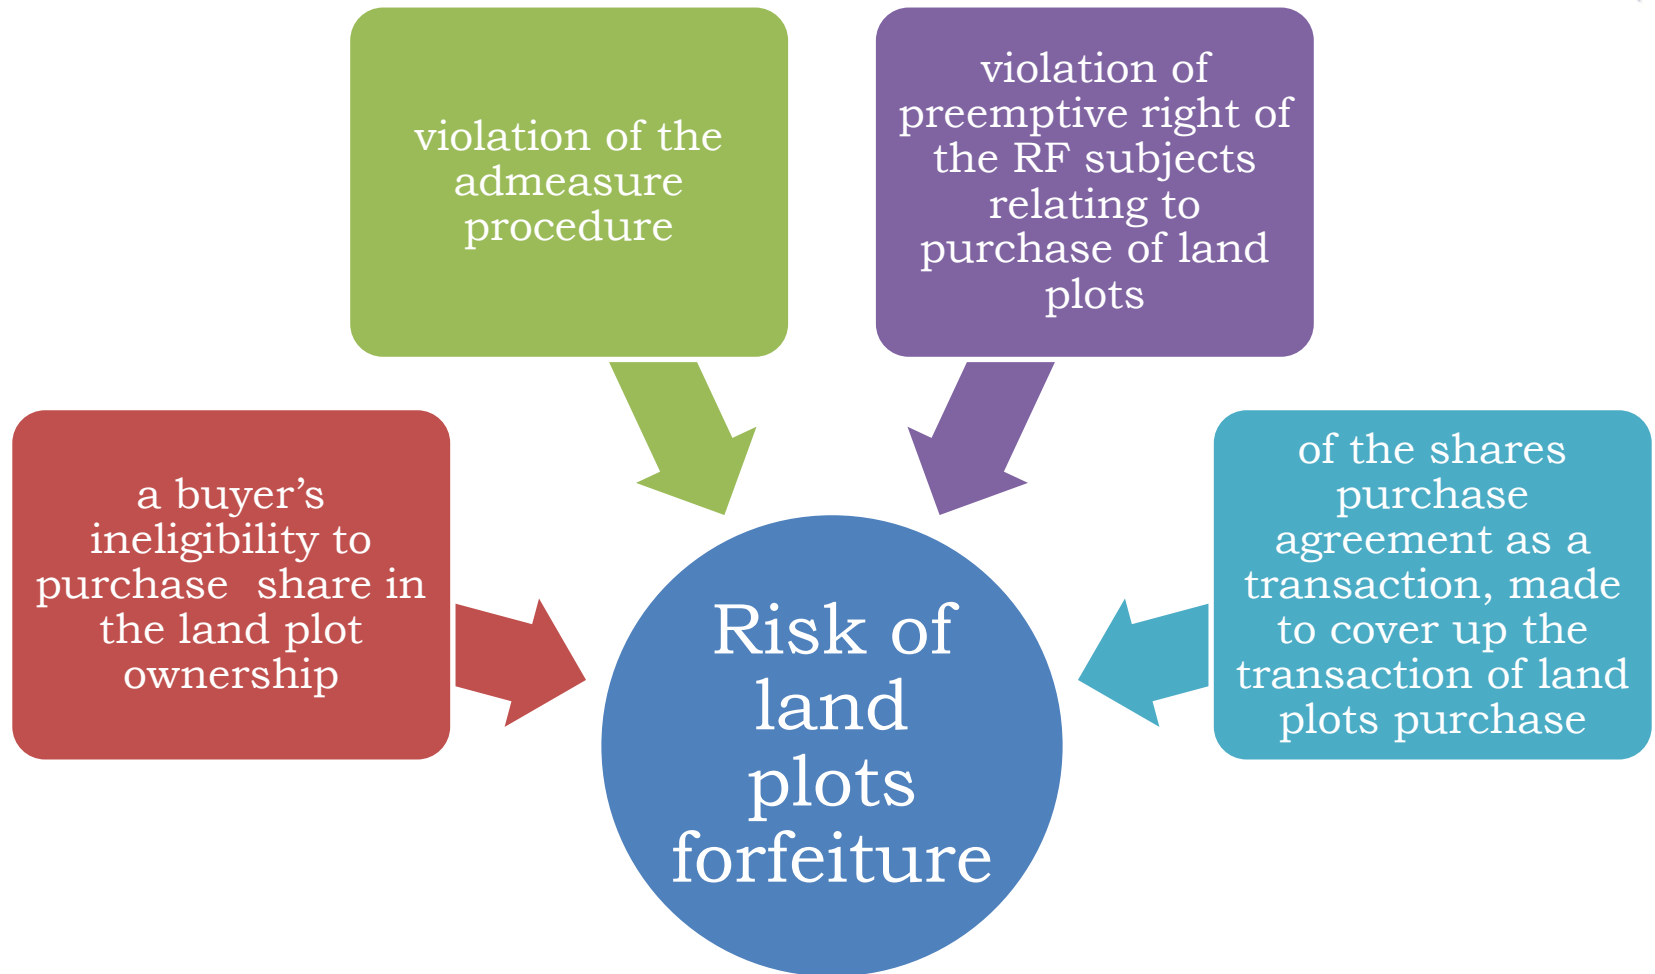 violation of the
admeasure
procedure
violation of
preemptive right of
the RF subjects
relating to
purchase of land
plots
a buyer’s
ineligibility to
purchase  share in
the land plot
ownership
of the shares
purchase
agreement as a
transaction, made
to cover up the
transaction of land
plots purchase
Risk of
land
plots
forfeiture